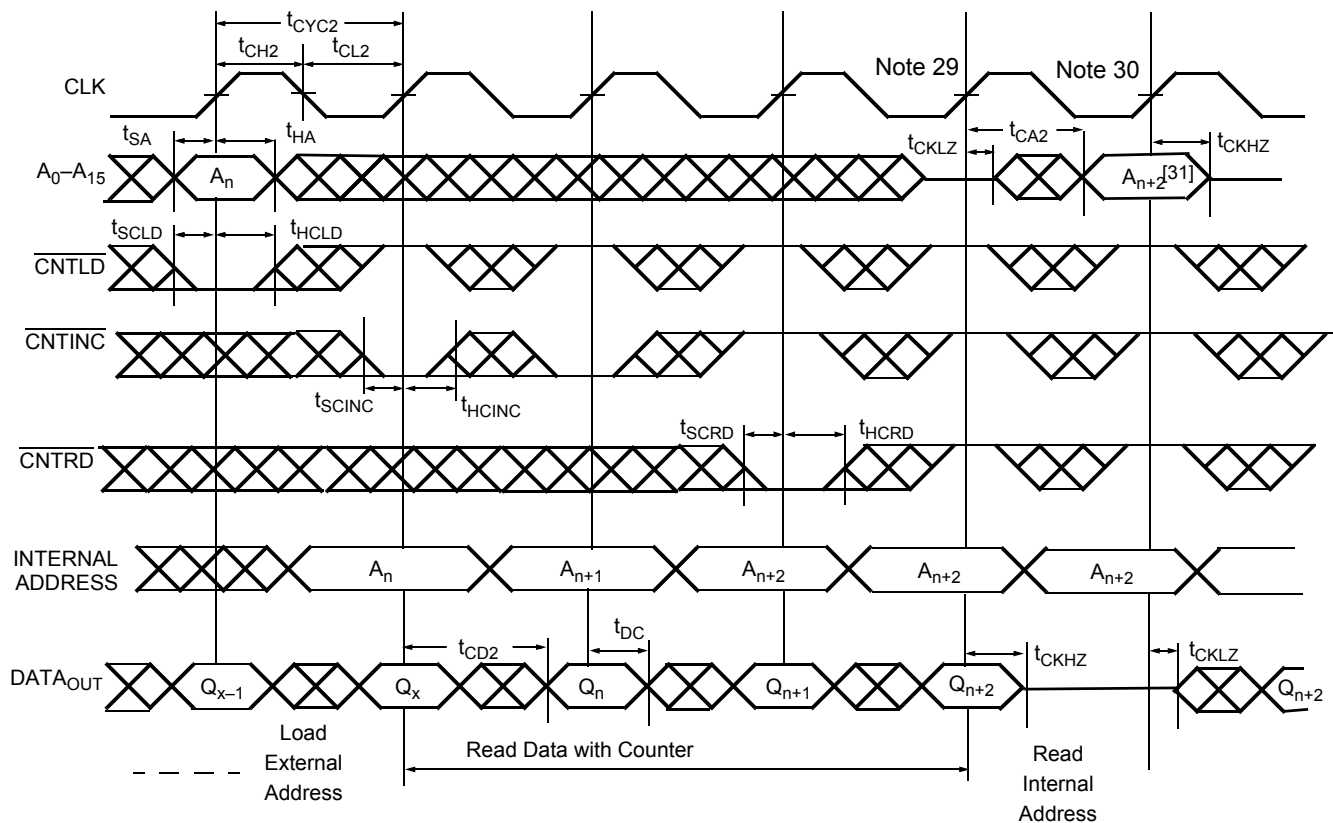 tCYC2
tCH2 tCL2
CLK Note 29 Note 30
tSA tHA tCKLZ tCA2 tCKHZ
A0–A15 An An+2[31]
tSCLD tHCLD
CNTLD
CNTINC
tSCINC tHCINC
tSCRD tHCRD
CNTRD
INTERNAL
ADDRESS
An An+1 An+2 An+2 An+2
tCD2 tDC tCKHZ tCKLZ
DATAOUT Qx–1 Qx Qn Qn+1 Qn+2 Qn+2
Load
External
Address
Read Data with Counter
Read
Internal
Address